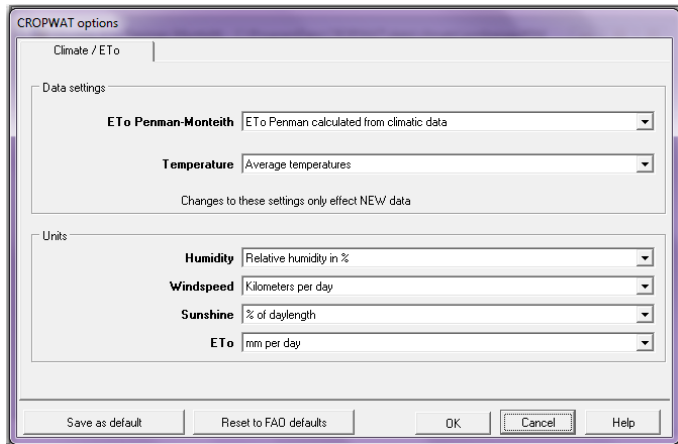 CROPWAT options
Climate / ETo
Data settings
ETo Penman-Monteith ETo Penman calculated from climatic data
Temperature Average temperatures
Changes to these settings only effect NEW data
Units
Humidity Relative humidity in %
Windspeed Kilometers per day
Sunshine % of daylength
ETo mm per day
Save as default Reset to FAO defaults OK Cancel Help